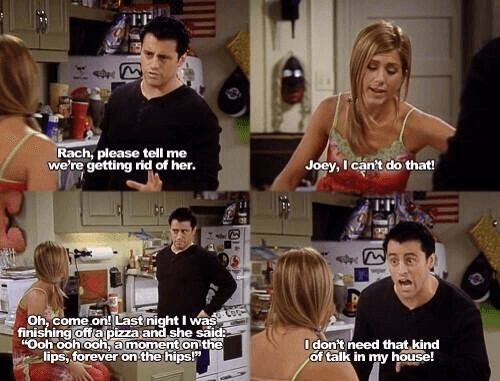 Rach, please tell me
we're getting rid of her.
Joey, I can't do that!
Oh, come on! Last night I was
finishing off a pizza and she said:
"Ooh ooh ooh, a moment on the
lips, forever on the hips!"
I don't need that kind
of talk in my house!